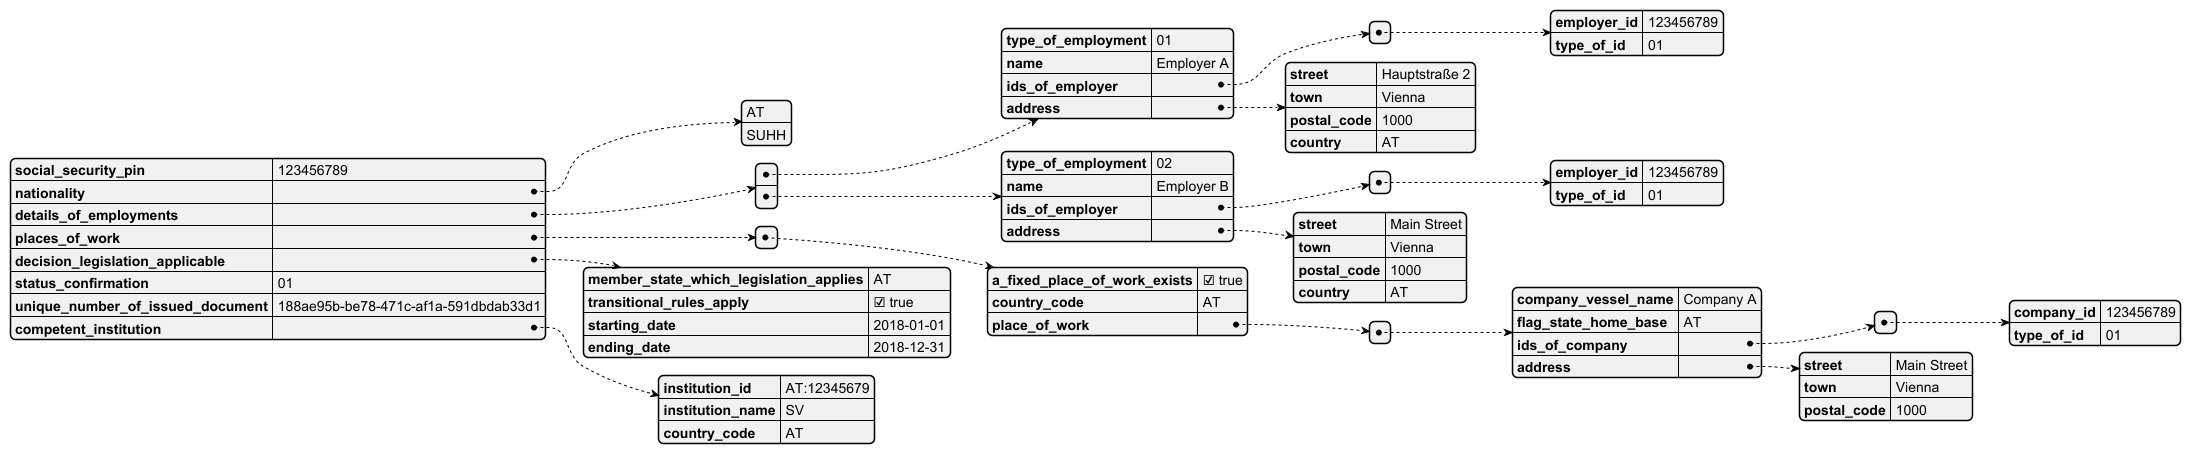 social_security_pin 123456789
nationality
details_of_employments
places_of_work
decision_legislation_applicable
status_confirmation 01
unique_number_of_issued_document 188ae95b-be78-471c-af1a-591dbdab33d1
competent_institution
AT
SUHH
type_of_employment 01
name Employer A
ids_of_employer
address
employer_id 123456789
type_of_id 01
street Hauptstraße 2
town Vienna
postal_code 1000
country AT
type_of_employment 02
name Employer B
ids_of_employer
address
employer_id 123456789
type_of_id 01
street Main Street
town Vienna
postal_code 1000
country AT
member_state_which_legislation_applies AT
transitional_rules_apply ☑ true
starting_date 2018-01-01
ending_date 2018-12-31
a_fixed_place_of_work_exists ☑ true
country_code AT
place_of_work
company_vessel_name Company A
flag_state_home_base AT
ids_of_company
address
company_id 123456789
type_of_id 01
street Main Street
town Vienna
postal_code 1000
institution_id AT:12345679
institution_name SV
country_code AT